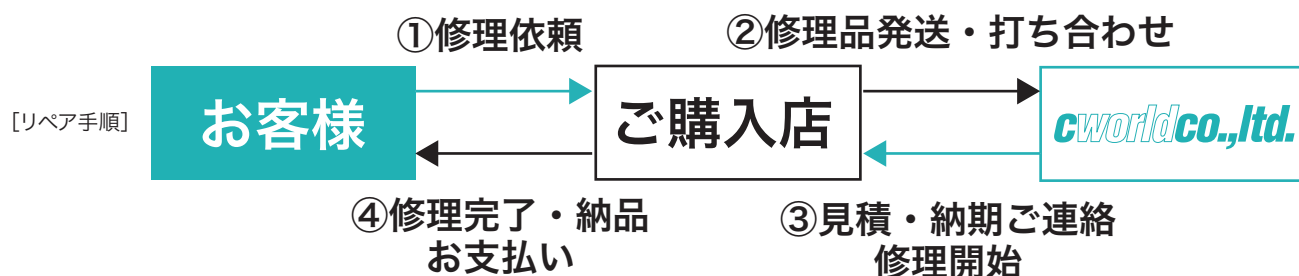 ①修理依頼
②修理品発送・打ち合わせ
[リペア手順]
お客様
ご購入店
cworldco.,ltd.
④修理完了・納品
お支払い
③見積・納期ご連絡
修理開始